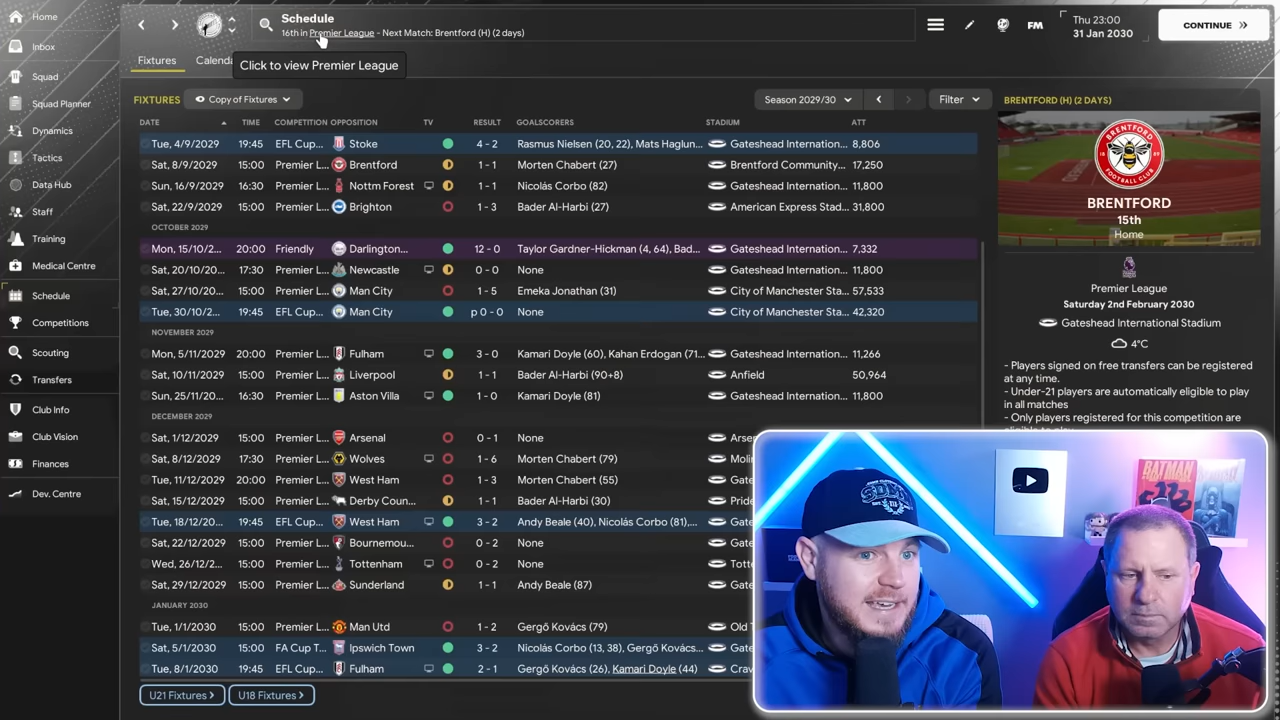 Home
Inbox
Squad
Squad Planner
Dynamics
Tactics
Data Hub
Staff
Training
Medical Centre
Schedule
Competitions
Scouting
Transfers
Club Info
Club Vision
Finances
Dev. Centre
Schedule
16th in Premier League - Next Match: Brentford (H) (2 days)
Click to view Premier League
FM
Thu 23:00
31 Jan 2030
CONTINUE
Fixtures
Calenda
FIXTURES
Copy of Fixtures
Season 2029/30
Filter
DATE TIME COMPETITION OPPOSITION TV RESULT GOALSCORERS STADIUM ATT
Tue, 4/9/2029 19:45 EFL Cup... Stoke 4 - 2 Rasmus Nielsen (20, 22), Mats Haglun... Gateshead Internation... 8,806
Sat, 8/9/2029 15:00 Premier L... Brentford 1 - 1 Morten Chabert (27) Brentford Community... 17,250
Sun, 16/9/2029 16:30 Premier L... Nottm Forest 1 - 1 Nicolás Corbo (82) Gateshead Internation... 11,800
Sat, 22/9/2029 15:00 Premier L... Brighton 1 - 3 Bader Al-Harbi (27) American Express Stad... 31,800
OCTOBER 2029
Mon, 15/10/2... 20:00 Friendly Darlington... 12 - 0 Taylor Gardner-Hickman (4, 64), Bad... Gateshead Internation... 7,332
Sat, 20/10/20... 17:30 Premier L... Newcastle 0 - 0 None Gateshead Internation... 11,800
Sat, 27/10/20... 15:00 Premier L... Man City 1 - 5 Emeka Jonathan (31) City of Manchester Sta... 57,533
Tue, 30/10/20... 19:45 EFL Cup... Man City p 0 - 0 None City of Manchester Sta... 42,320
NOVEMBER 2029
Mon, 5/11/2029 20:00 Premier L... Fulham 3 - 0 Kamari Doyle (60), Kahan Erdogan (71... Gateshead Internation... 11,266
Sat, 10/11/2029 15:00 Premier L... Liverpool 1 - 1 Bader Al-Harbi (90+8) Anfield 50,964
Sun, 25/11/2029 16:30 Premier L... Aston Villa 1 - 0 Kamari Doyle (81) Gateshead Internation... 11,800
DECEMBER 2029
Sat, 1/12/2029 15:00 Premier L... Arsenal 0 - 1 None Arse
Sat, 8/12/2029 17:30 Premier L... Wolves 1 - 6 Morten Chabert (79) Molin
Tue, 11/12/2029 20:00 Premier L... West Ham 1 - 3 Morten Chabert (55) Gate
Sat, 15/12/2029 15:00 Premier L... Derby Coun... 1 - 1 Bader Al-Harbi (30) Pride
Tue, 18/12/20... 19:45 EFL Cup... West Ham 3 - 2 Andy Beale (40), Nicolás Corbo (81),... Gate
Sat, 22/12/2029 15:00 Premier L... Bournemou... 0 - 2 None Gate
Wed, 26/12/2... 15:00 Premier L... Tottenham 0 - 2 None Totte
Sat, 29/12/2029 15:00 Premier L... Sunderland 1 - 1 Andy Beale (87) Gate
JANUARY 2030
Tue, 1/1/2030 15:00 Premier L... Man Utd 1 - 2 Gergő Kovács (79) Old T
Sat, 5/1/2030 15:00 FA Cup T... Ipswich Town 3 - 2 Nicolás Corbo (13, 38), Gergő Kovács... Gate
Tue, 8/1/2030 19:45 EFL Cup... Fulham 2 - 1 Gergő Kovács (26), Kamari Doyle (44) Crav
U21 Fixtures
U18 Fixtures
BRENTFORD (H) (2 DAYS)
BRENTFORD
FOOTBALL CLUB
18 89
BRENTFORD
15th
Home
Premier League
Saturday 2nd February 2030
Gateshead International Stadium
4°C
- Players signed on free transfers can be registered
at any time.
- Under-21 players are automatically eligible to play
in all matches
- Only players registered for this competition are
eligible to play
BATMAN